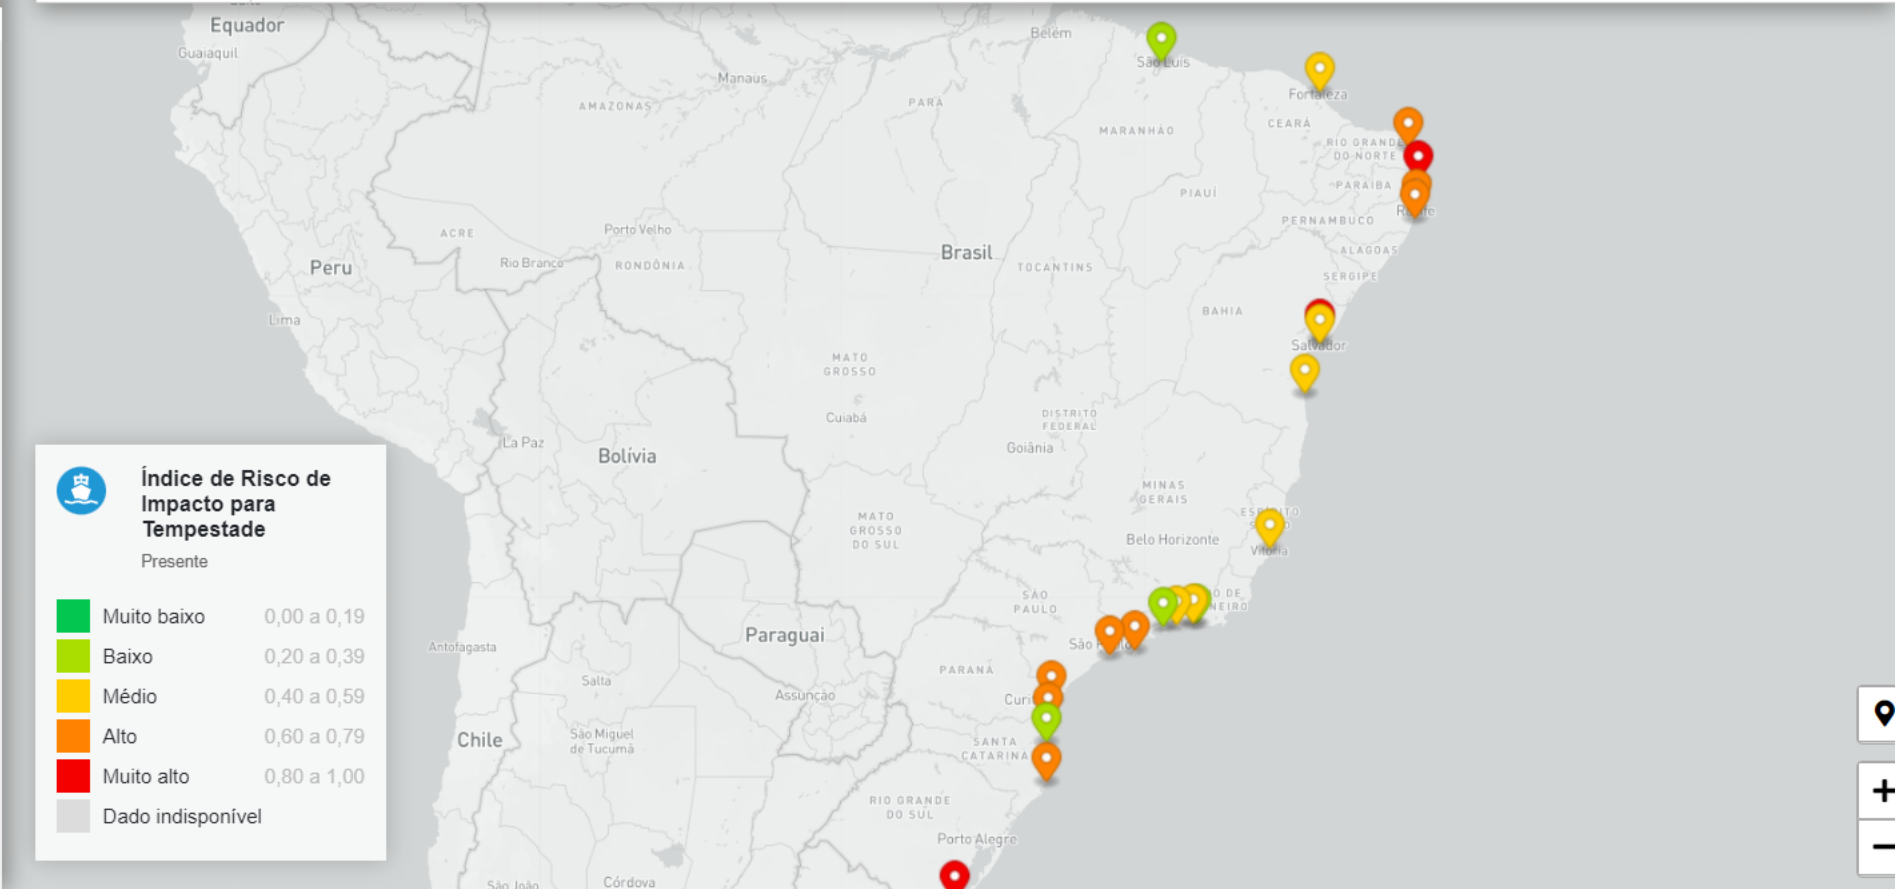 Equador
Guaiaquil
Belém
São Luís
Manaus
Fortaleza
AMAZONAS
PARÁ
CEARÁ
MARANHÃO
RIO GRANDE
DO NORTE
PARAÍBA
PIAUÍ
PERNAMBUCO
ACRE
Porto Velho
Brasil
ALAGOAS
Peru
Rio Branco
RONDÔNIA
TOCANTINS
SERGIPE
Lima
BAHIA
Salvador
MATO
GROSSO
Cuiabá
DISTRITO
FEDERAL
La Paz
Bolívia
Goiânia
MINAS
GERAIS
MATO
GROSSO
DO SUL
Belo Horizonte
Vitória
SÃO
PAULO
Paraguai
Antofagasta
São
PARANÁ
Salta
Assunção
Chile
São Miguel
de Tucumã
SANTA
CATARINA
RIO GRANDE
DO SUL
Porto Alegre
Córdova
São João
Índice de Risco de
Impacto para
Tempestade
Presente
Muito baixo 0,00 a 0,19
Baixo 0,20 a 0,39
Médio 0,40 a 0,59
Alto 0,60 a 0,79
Muito alto 0,80 a 1,00
Dado indisponível
+
−